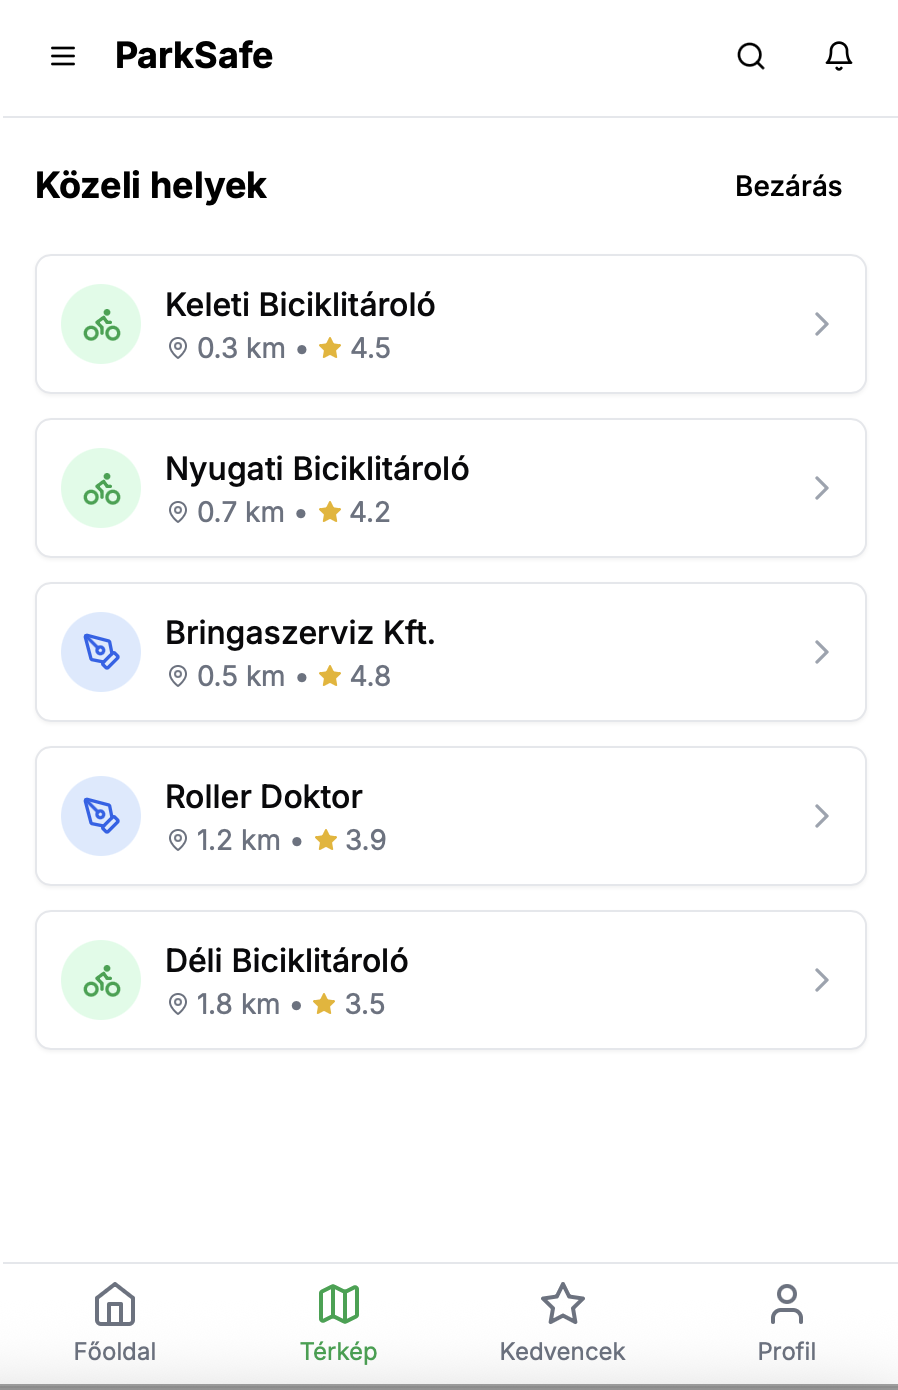 ParkSafe
Közeli helyek
Bezárás
Keleti Biciklitároló
0.3 km • 4.5
Nyugati Biciklitároló
0.7 km • 4.2
Bringaszerviz Kft.
0.5 km • 4.8
Roller Doktor
1.2 km • 3.9
Déli Biciklitároló
1.8 km • 3.5
Főoldal
Térkép
Kedvencek
Profil